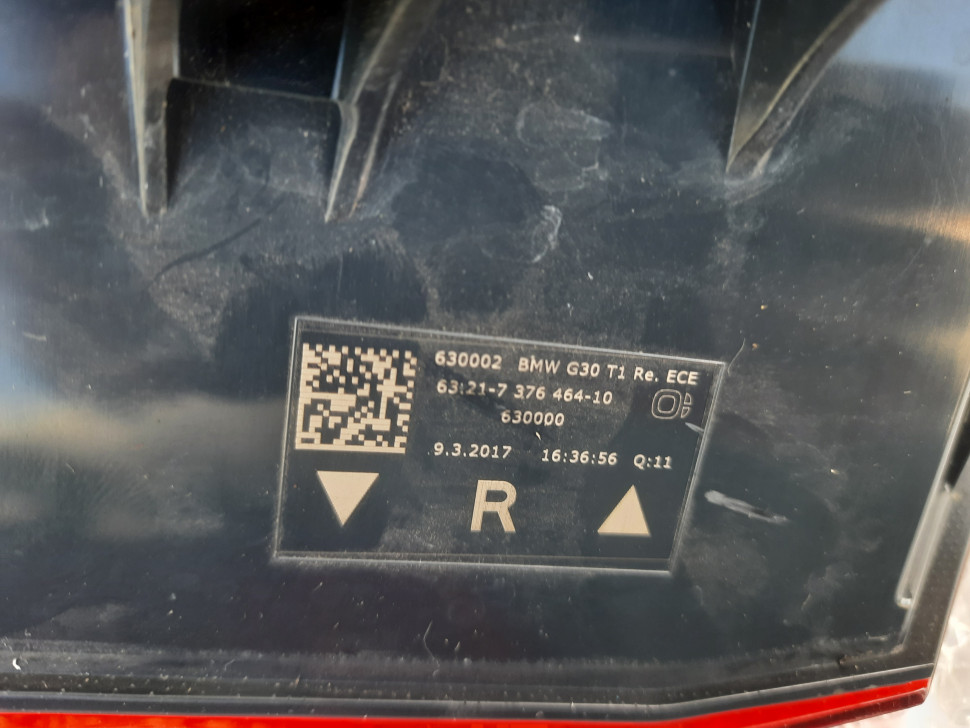 630002 BMW G30 T1 Re. ECE
63:21-7 376 464-10
630000
9.3.2017 16:36:56 Q:11
R